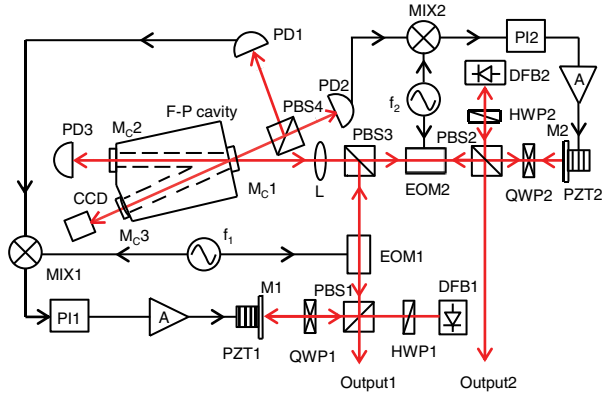 MIX2
PD1
PI2
PD2
DFB2
A
f2
F-P cavity
PBS4
HWP2
PD3
MC2
PBS3
PBS2
M2
MC1
L
EOM2
QWP2
PZT2
CCD
MC3
f1
MIX1
EOM1
M1
PBS1
DFB1
PI1
A
PZT1
QWP1
HWP1
Output1
Output2